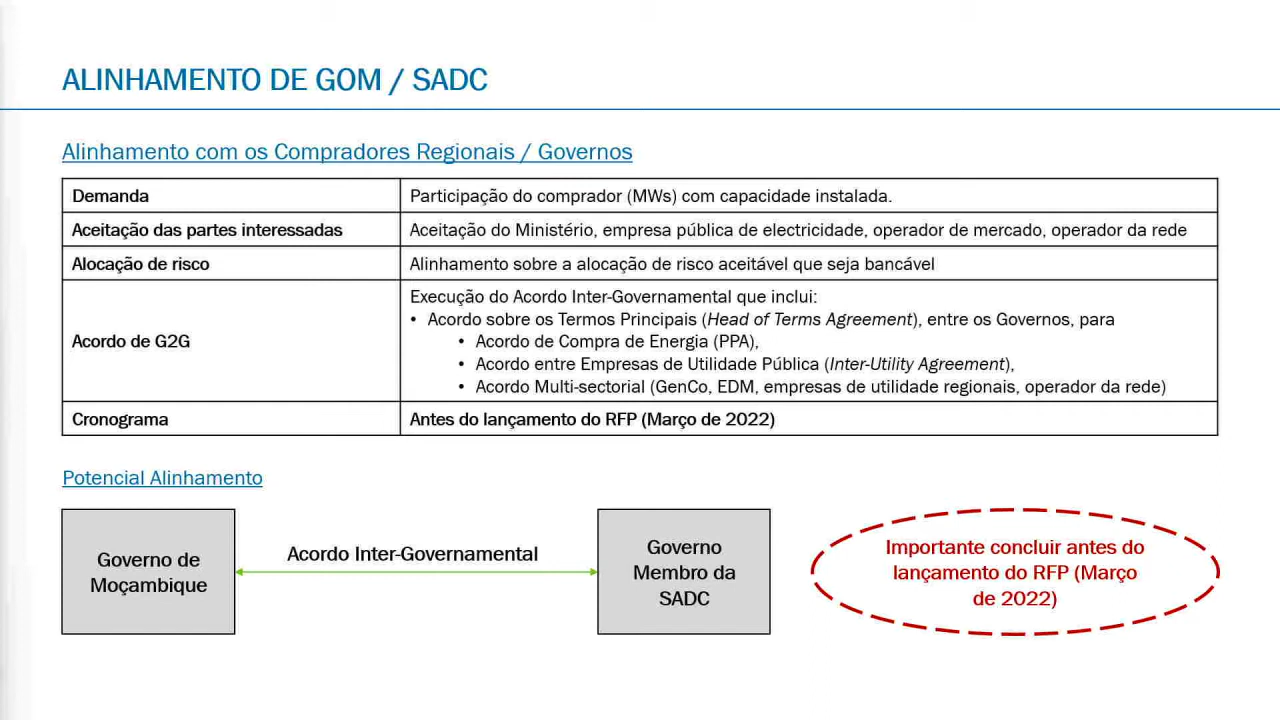 ALINHAMENTO DE GOM / SADC
Alinhamento com os Compradores Regionais / Governos
Demanda
Participação do comprador (MWs) com capacidade instalada.
Aceitação das partes interessadas
Aceitação do Ministério, empresa pública de electricidade, operador de mercado, operador da rede
Alocação de risco
Alinhamento sobre a alocação de risco aceitável que seja bancável
Acordo de G2G
Execução do Acordo Inter-Governamental que inclui:
• Acordo sobre os Termos Principais (Head of Terms Agreement), entre os Governos, para
• Acordo de Compra de Energia (PPA),
• Acordo entre Empresas de Utilidade Pública (Inter-Utility Agreement),
• Acordo Multi-sectorial (GenCo, EDM, empresas de utilidade regionais, operador da rede)
Cronograma
Antes do lançamento do RFP (Março de 2022)
Potencial Alinhamento
Governo de
Moçambique
Acordo Inter-Governamental
Governo
Membro da
SADC
Importante concluir antes do
lançamento do RFP (Março
de 2022)